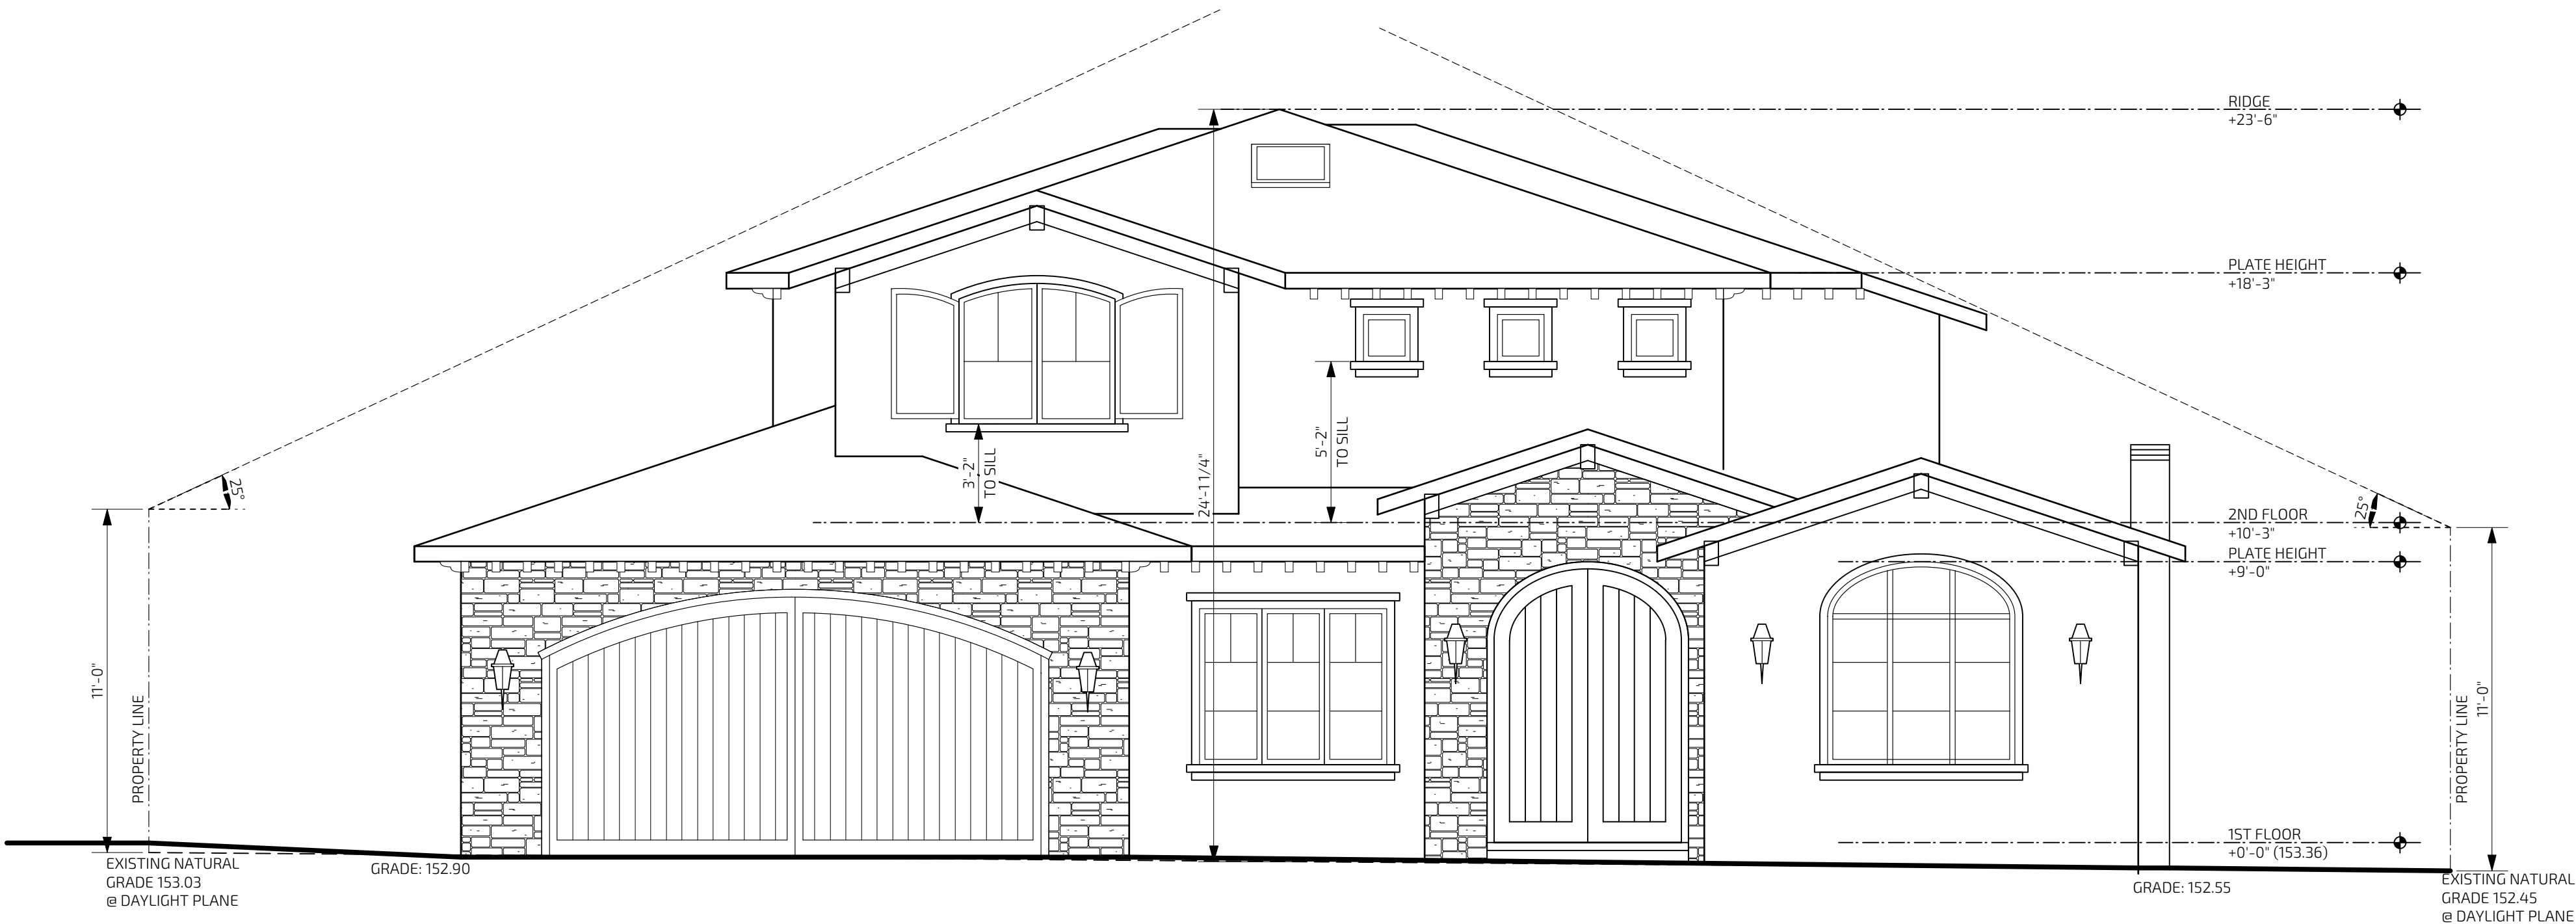 RIDGE
+23'-6"
PLATE HEIGHT
+18'-3"
25°
3'-2"
TO SILL
24'-1 1/4"
5'-2"
TO SILL
25°
2ND FLOOR
+10'-3"
PLATE HEIGHT
+9'-0"
11'-0"
PROPERTY LINE
PROPERTY LINE
11'-0"
1ST FLOOR
+0'-0" (153.36)
EXISTING NATURAL
GRADE 153.03
@ DAYLIGHT PLANE
GRADE: 152.90
GRADE: 152.55
EXISTING NATURAL
GRADE 152.45
@ DAYLIGHT PLANE